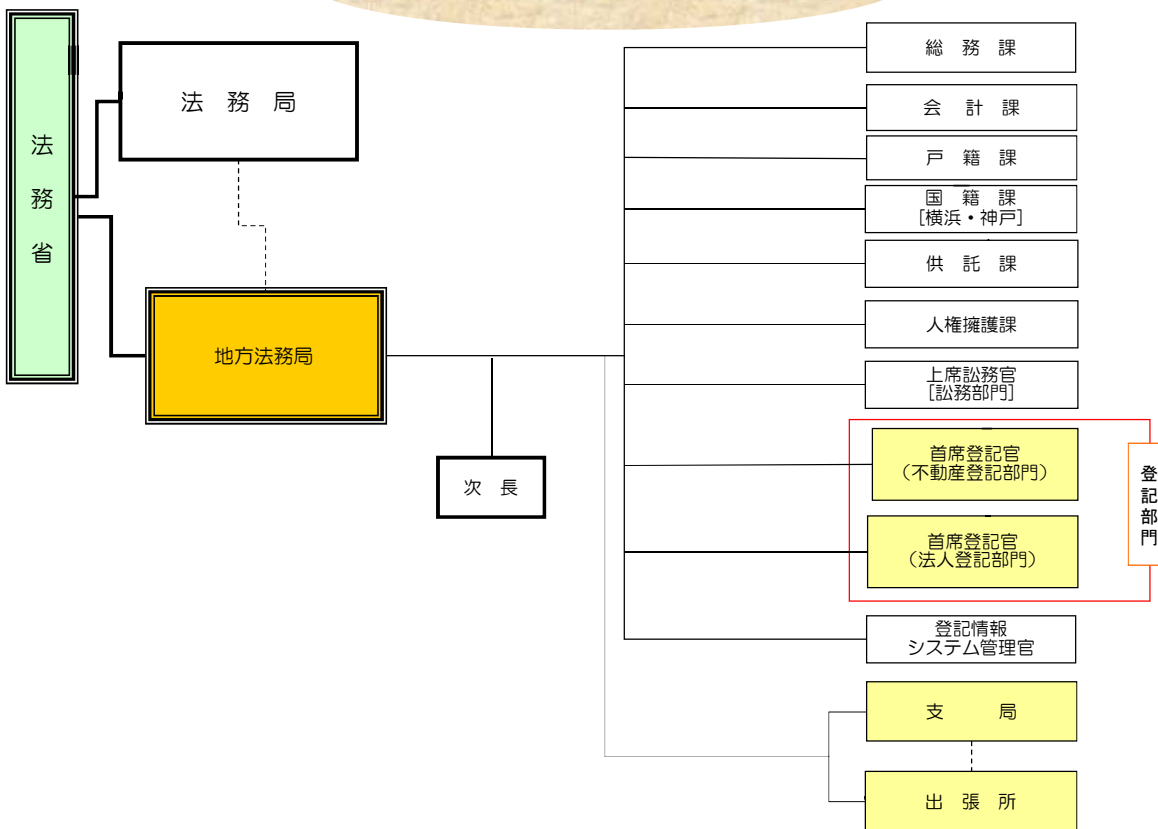 法務省
法 務 局
地方法務局
次 長
総 務 課
会 計 課
戸 籍 課
国 籍 課
[横浜・神戸]
供 託 課
人権擁護課
上席訟務官
[訟務部門]
首席登記官
(不動産登記部門)
首席登記官
(法人登記部門)
登記部門
登記情報
システム管理官
支 局
出 張 所